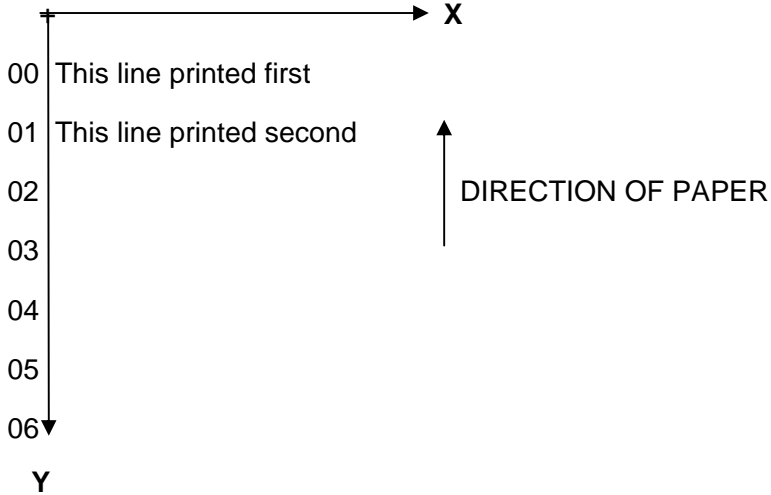 X
00 This line printed first
01 This line printed second
02 DIRECTION OF PAPER
03
04
05
06
Y